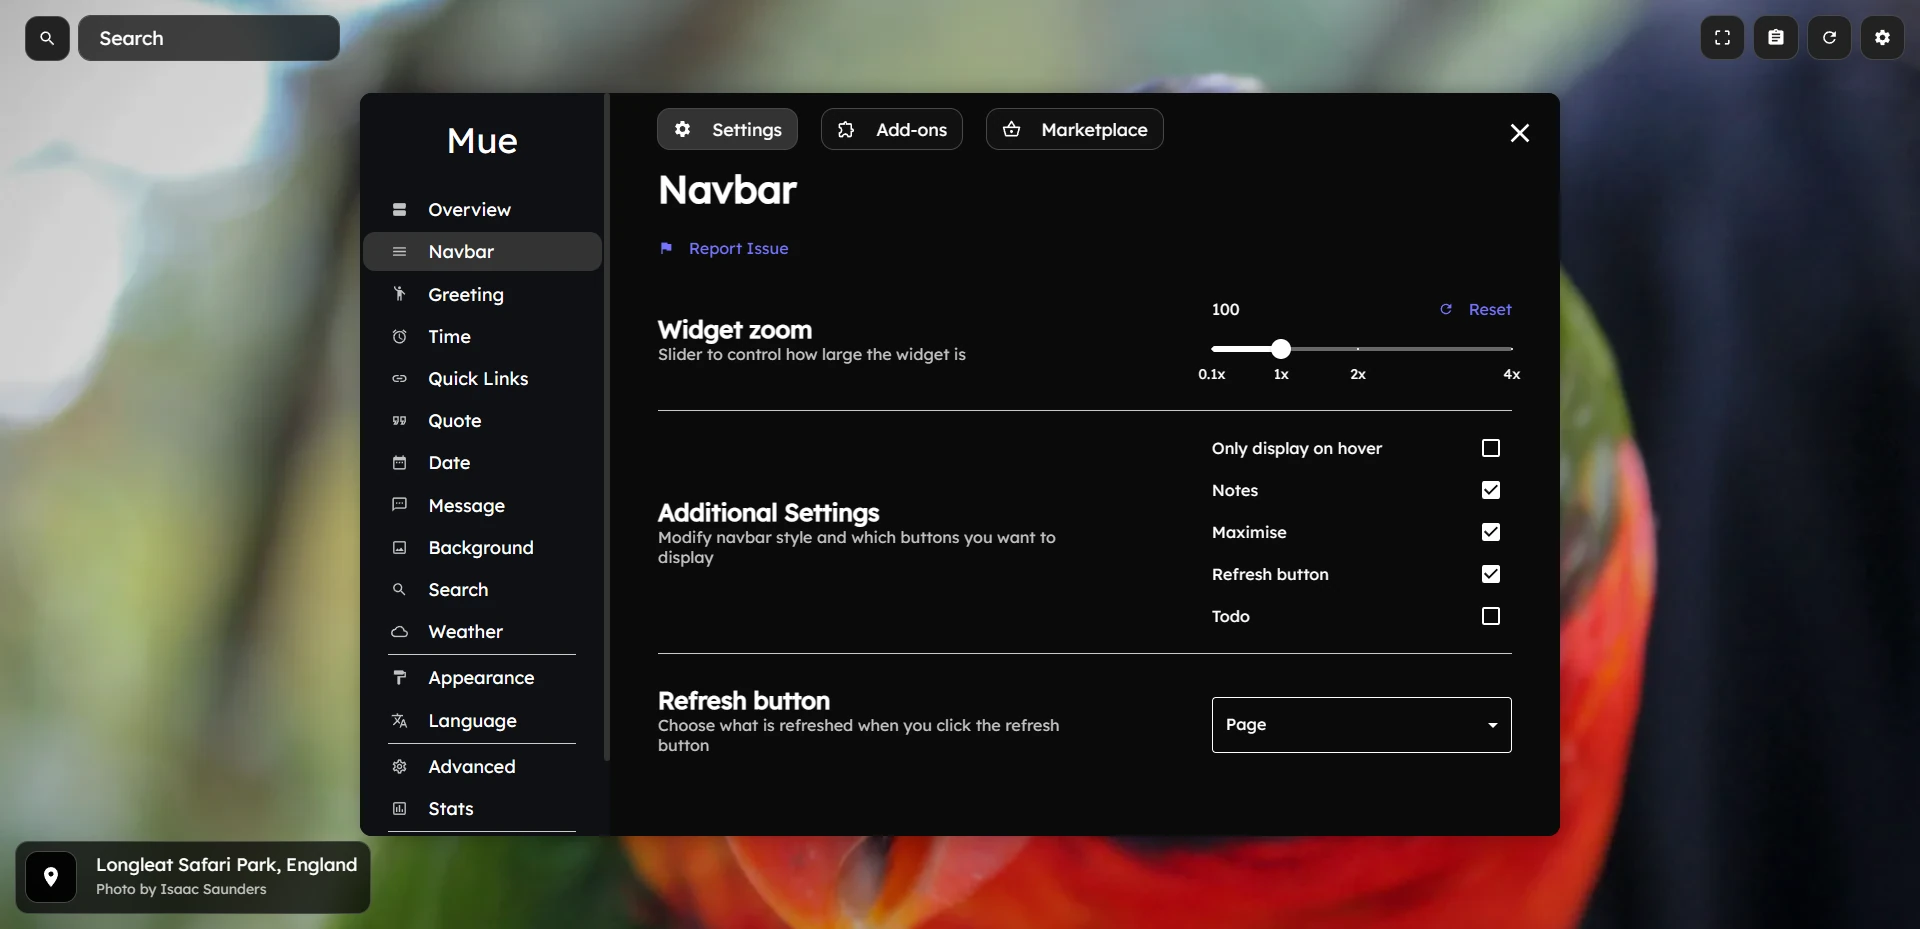 Search
Mue
Overview
Navbar
Greeting
Time
Quick Links
Quote
Date
Message
Background
Search
Weather
Appearance
Language
Advanced
Stats
Settings
Add-ons
Marketplace
Navbar
Report Issue
Widget zoom
Slider to control how large the widget is
100
Reset
0.1x 1x 2x 4x
Additional Settings
Modify navbar style and which buttons you want to
display
Only display on hover
Notes
Maximise
Refresh button
Todo
Refresh button
Choose what is refreshed when you click the refresh
button
Page
Longleat Safari Park, England
Photo by Isaac Saunders